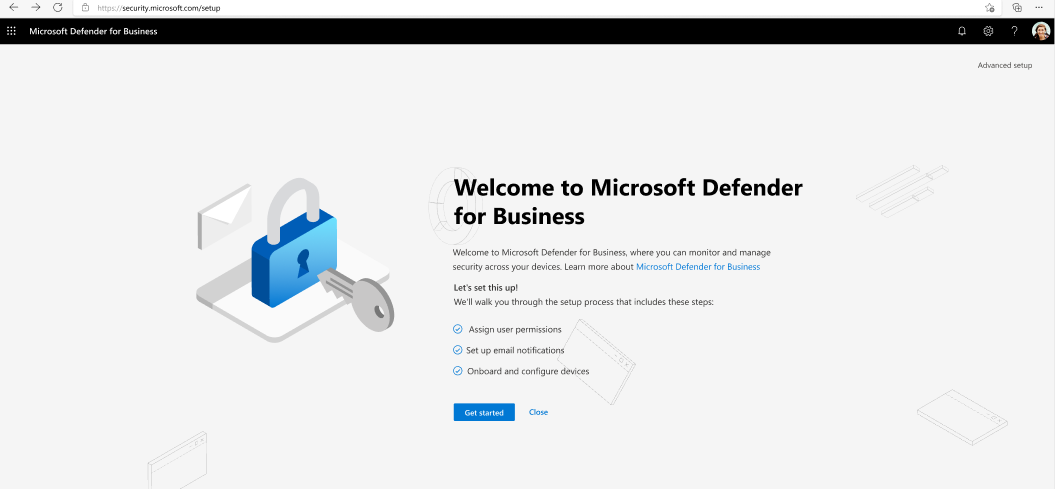 https://security.microsoft.com/setup
Microsoft Defender for Business
?
Advanced setup
Welcome to Microsoft Defender
for Business
Welcome to Microsoft Defender for Business, where you can monitor and manage
security across your devices. Learn more about Microsoft Defender for Business
Let's set this up!
We'll walk you through the setup process that includes these steps:
Assign user permissions
Set up email notifications
Onboard and configure devices
Get started Close